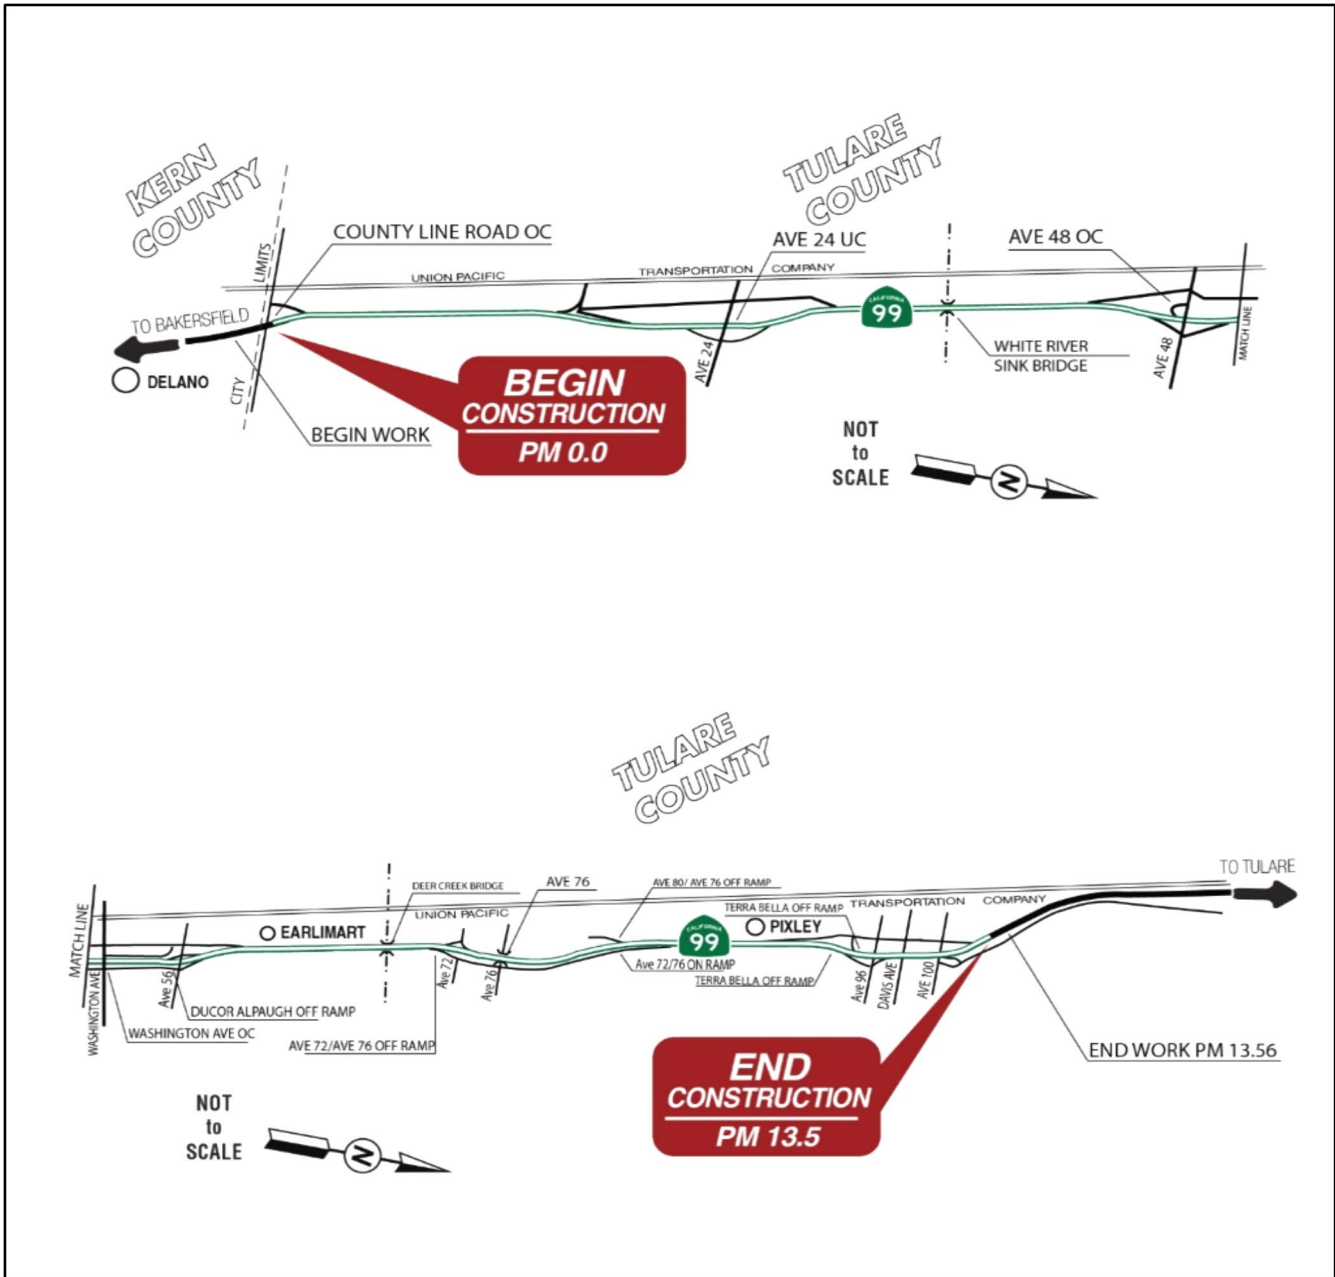 KERN
COUNTY
TULARE
COUNTY
COUNTY LINE ROAD OC
AVE 24 UC
AVE 48 OC
CITY LIMITS
UNION PACIFIC TRANSPORTATION COMPANY
TO BAKERSFIELD
DELANO
CALIFORNIA
99
AVE 24
WHITE RIVER
SINK BRIDGE
AVE 48
MATCH LINE
BEGIN WORK
BEGIN
CONSTRUCTION
PM 0.0
NOT
to
SCALE
N
TULARE
COUNTY
TO TULARE
MATCH LINE
WASHINGTON AVE
EARLIMART
DEER CREEK BRIDGE
AVE 76
AVE 80/ AVE 76 OFF RAMP
UNION PACIFIC TRANSPORTATION COMPANY
TERRA BELLA OFF RAMP
PIXLEY
CALIFORNIA
99
Ave 56
Ave 72
Ave 76
Ave 72/76 ON RAMP
TERRA BELLA OFF RAMP
Ave 96
DAVIS AVE
AVE 100
DUCOR ALPAUGH OFF RAMP
WASHINGTON AVE OC
AVE 72/AVE 76 OFF RAMP
END WORK PM 13.56
END
CONSTRUCTION
PM 13.5
NOT
to
SCALE
N